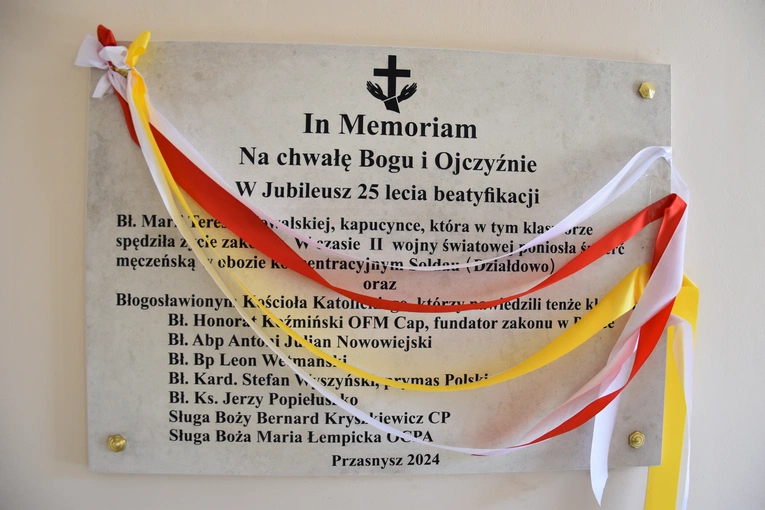 In Memoriam
Na chwałę Bogu i Ojczyźnie
W Jubileusz 25 lecia beatyfikacji
Bł. Marii Teresie Kowalskiej, kapucynce, która w tym klasztorze
spędziła życie zakonne. W czasie II wojny światowej poniosła śmierć
męczeńską w obozie koncentracyjnym Soldau (Działdowo)
oraz
Błogosławionym Kościoła Katolickiego, którzy nawiedzili tenże
Bł. Honorat Koźmiński OFM Cap, fundator zakonu w Polsce
Bł. Abp Antoni Julian Nowowiejski
Bł. Bp Leon Wetmański
Bł. Kard. Stefan Wyszyński, prymas Polski
Bł. Ks. Jerzy Popiełuszko
Sługa Boży Bernard Kryszkiewicz CP
Sługa Boża Maria Łempicka OCPA
Przasnysz 2024